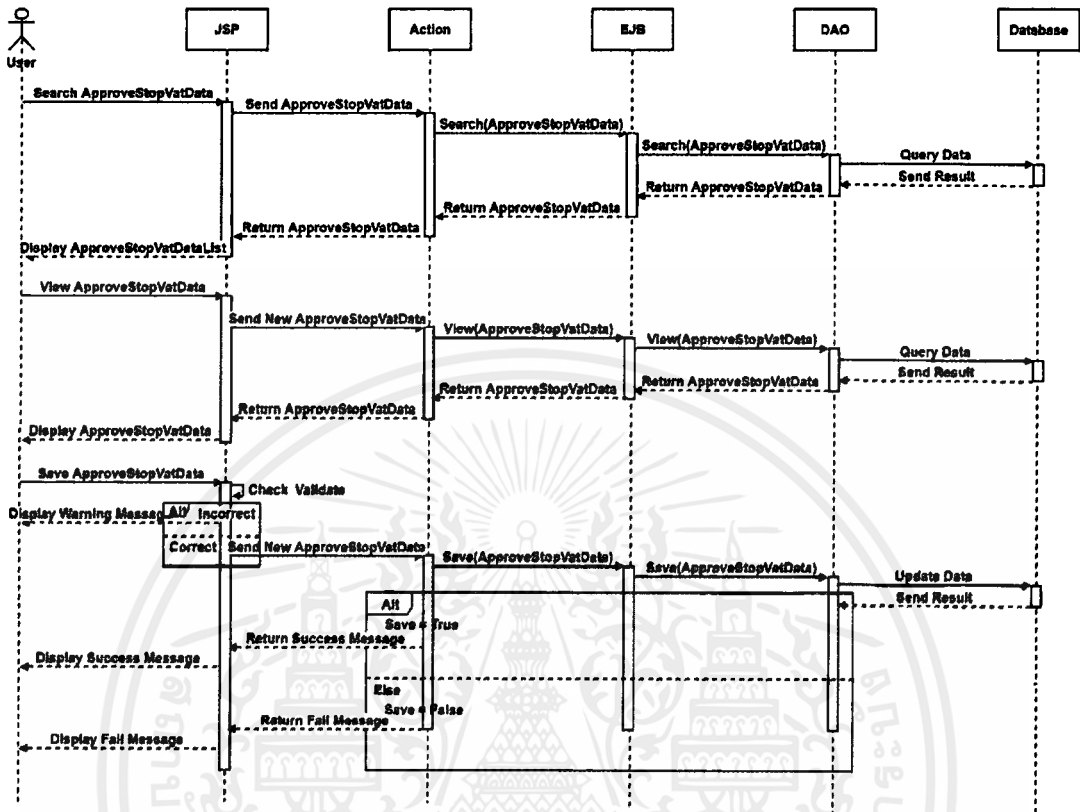 JSP
Action
EJB
DAO
Database
User
Search ApproveStopVatData
Send ApproveStopVatData
Search(ApproveStopVatData)
Search(ApproveStopVatData)
Query Data
Send Result
Return ApproveStopVatData
Return ApproveStopVatData
Return ApproveStopVatData
Display ApproveStopVatDataList
View ApproveStopVatData
Send New ApproveStopVatData
View(ApproveStopVatData)
View(ApproveStopVatData)
Query Data
Send Result
Return ApproveStopVatData
Return ApproveStopVatData
Return ApproveStopVatData
Display ApproveStopVatData
Save ApproveStopVatData
Check Validate
Alt Incorrect
Display Warning Message
Correct
Send New ApproveStopVatData
Save(ApproveStopVatData)
Save(ApproveStopVatData)
Update Data
Send Result
Alt
Save = True
Return Success Message
Display Success Message
Else
Save = False
Return Fail Message
Display Fail Message